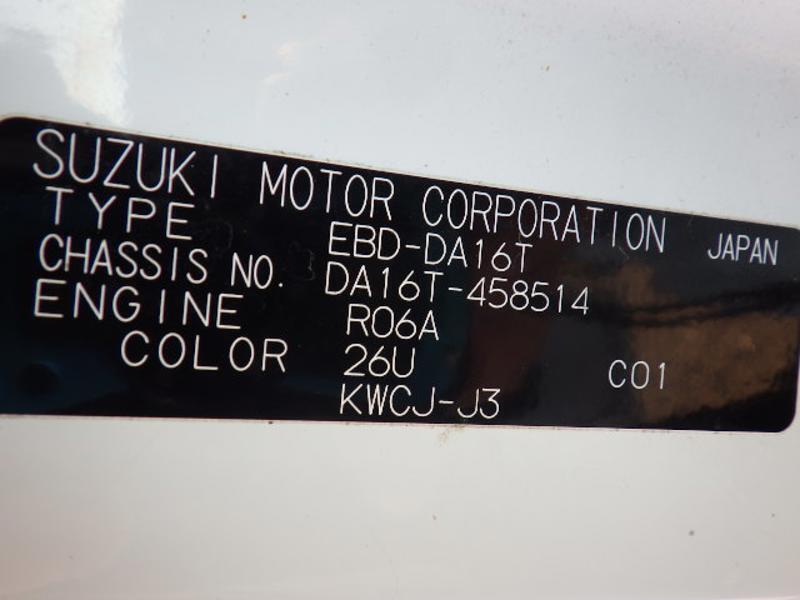 SUZUKI MOTOR CORPORATION JAPAN
TYPE EBD-DA16T
CHASSIS NO. DA16T-458514
ENGINE R06A
COLOR 26U C01
KWCJ-J3